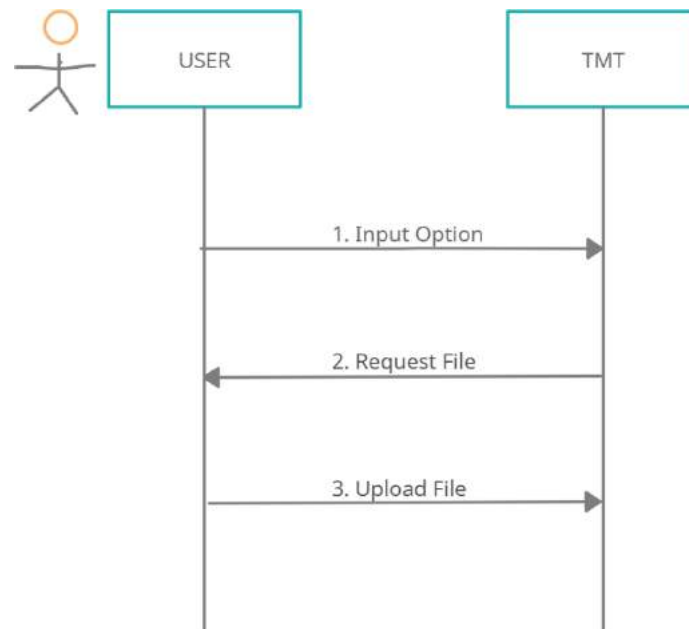 USER
TMT
1. Input Option
2. Request File
3. Upload File